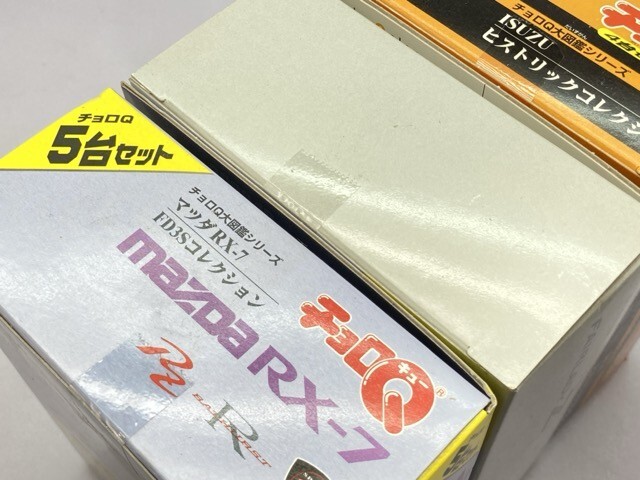 チョロQ
5台セット
チョロQ大図鑑シリーズ
マツダRX-7
FD3Sコレクション
mazDa RX-7
チョロQ
キュー
R
チョロQ大図鑑シリーズ
ISUZU
ヒストリックコレクシ